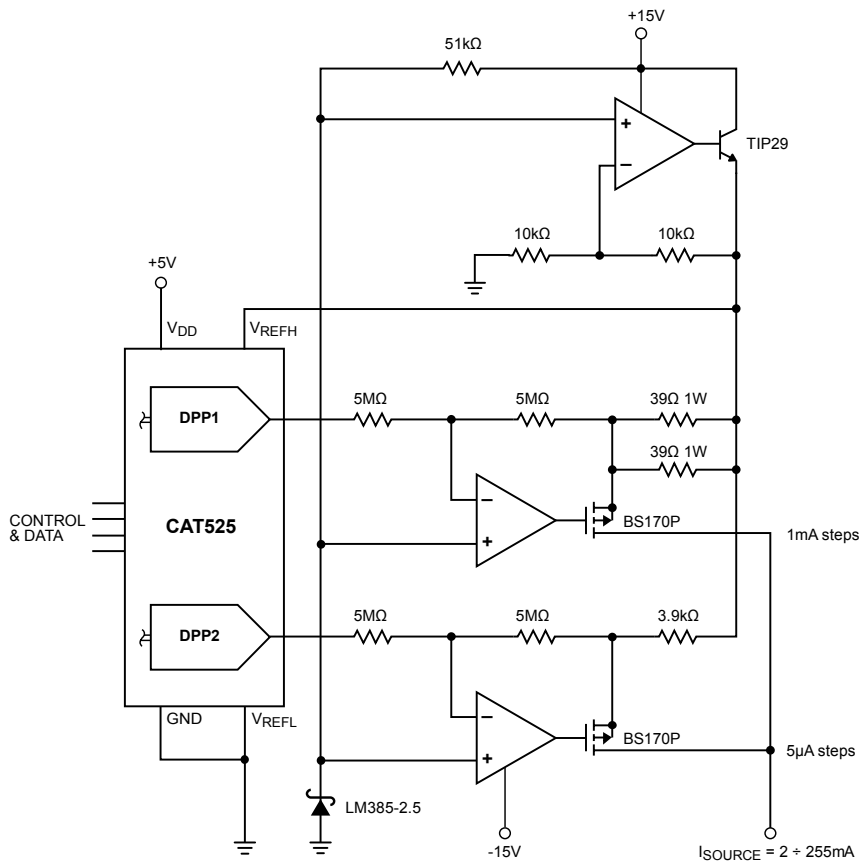 +15V
51kΩ
+
−
TIP29
10kΩ
10kΩ
+5V
VDD
VREFH
DPP1
5MΩ
5MΩ
39Ω 1W
39Ω 1W
−
+
BS170P
CONTROL
& DATA
CAT525
1mA steps
DPP2
5MΩ
5MΩ
3.9kΩ
GND
VREFL
−
+
BS170P
5µA steps
LM385-2.5
-15V
ISOURCE = 2 ÷ 255mA